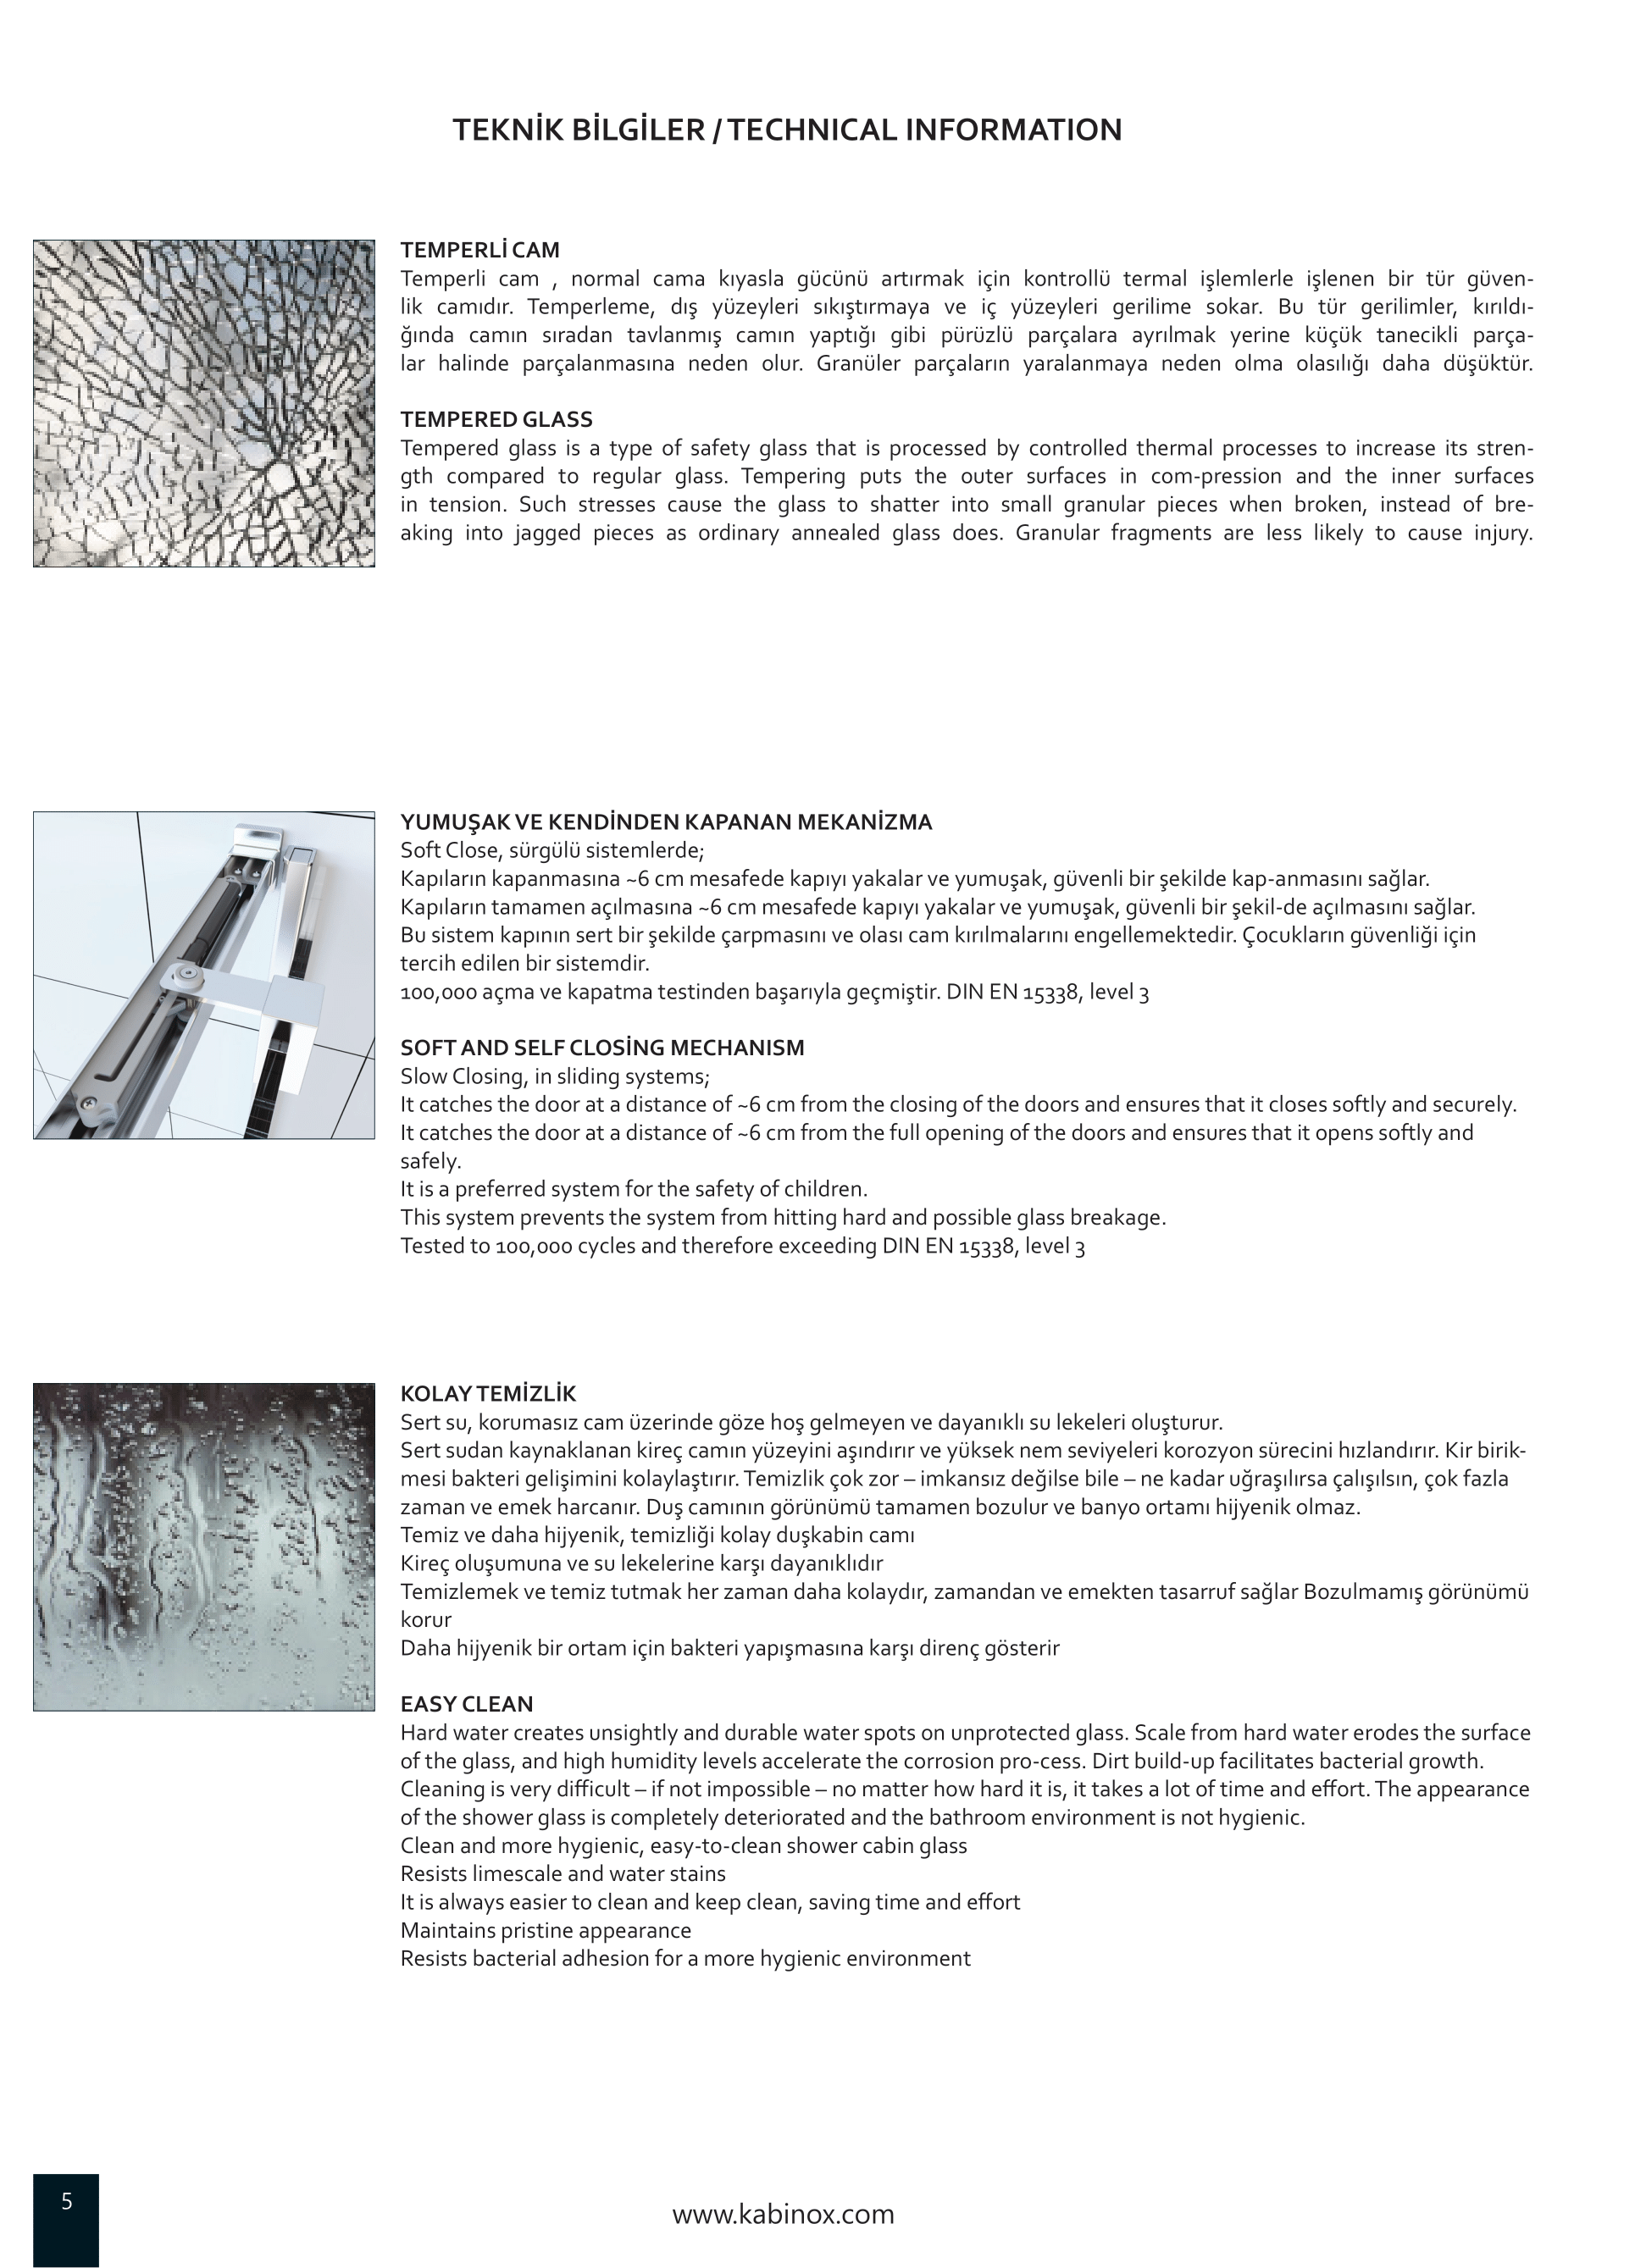 TEKNİK BİLGİLER / TECHNICAL INFORMATION
TEMPERLİ CAM
Temperli cam , normal cama kıyasla gücünü artırmak için kontrollü termal işlemlerle işlenen bir tür güven-
lik camıdır. Temperleme, dış yüzeyleri sıkıştırmaya ve iç yüzeyleri gerilime sokar. Bu tür gerilimler, kırıldı-
ğında camın sıradan tavlanmış camın yaptığı gibi pürüzlü parçalara ayrılmak yerine küçük tanecikli parça-
lar halinde parçalanmasına neden olur. Granüler parçaların yaralanmaya neden olma olasılığı daha düşüktür.
TEMPERED GLASS
Tempered glass is a type of safety glass that is processed by controlled thermal processes to increase its stren-
gth compared to regular glass. Tempering puts the outer surfaces in com-pression and the inner surfaces
in tension. Such stresses cause the glass to shatter into small granular pieces when broken, instead of bre-
aking into jagged pieces as ordinary annealed glass does. Granular fragments are less likely to cause injury.
YUMUŞAK VE KENDİNDEN KAPANAN MEKANİZMA
Soft Close, sürgülü sistemlerde;
Kapıların kapanmasına ~6 cm mesafede kapıyı yakalar ve yumuşak, güvenli bir şekilde kap-anmasını sağlar.
Kapıların tamamen açılmasına ~6 cm mesafede kapıyı yakalar ve yumuşak, güvenli bir şekil-de açılmasını sağlar.
Bu sistem kapının sert bir şekilde çarpmasını ve olası cam kırılmalarını engellemektedir. Çocukların güvenliği için
tercih edilen bir sistemdir.
100,000 açma ve kapatma testinden başarıyla geçmiştir. DIN EN 15338, level 3
SOFT AND SELF CLOSİNG MECHANISM
Slow Closing, in sliding systems;
It catches the door at a distance of ~6 cm from the closing of the doors and ensures that it closes softly and securely.
It catches the door at a distance of ~6 cm from the full opening of the doors and ensures that it opens softly and
safely.
It is a preferred system for the safety of children.
This system prevents the system from hitting hard and possible glass breakage.
Tested to 100,000 cycles and therefore exceeding DIN EN 15338, level 3
KOLAY TEMİZLİK
Sert su, korumasız cam üzerinde göze hoş gelmeyen ve dayanıklı su lekeleri oluşturur.
Sert sudan kaynaklanan kireç camın yüzeyini aşındırır ve yüksek nem seviyeleri korozyon sürecini hızlandırır. Kir birik-
mesi bakteri gelişimini kolaylaştırır. Temizlik çok zor – imkansız değilse bile – ne kadar uğraşılırsa çalışılsın, çok fazla
zaman ve emek harcanır. Duş camının görünümü tamamen bozulur ve banyo ortamı hijyenik olmaz.
Temiz ve daha hijyenik, temizliği kolay duşkabin camı
Kireç oluşumuna ve su lekelerine karşı dayanıklıdır
Temizlemek ve temiz tutmak her zaman daha kolaydır, zamandan ve emekten tasarruf sağlar Bozulmamış görünümü
korur
Daha hijyenik bir ortam için bakteri yapışmasına karşı direnç gösterir
EASY CLEAN
Hard water creates unsightly and durable water spots on unprotected glass. Scale from hard water erodes the surface
of the glass, and high humidity levels accelerate the corrosion pro-cess. Dirt build-up facilitates bacterial growth.
Cleaning is very difficult – if not impossible – no matter how hard it is, it takes a lot of time and effort. The appearance
of the shower glass is completely deteriorated and the bathroom environment is not hygienic.
Clean and more hygienic, easy-to-clean shower cabin glass
Resists limescale and water stains
It is always easier to clean and keep clean, saving time and effort
Maintains pristine appearance
Resists bacterial adhesion for a more hygienic environment
5
www.kabinox.com